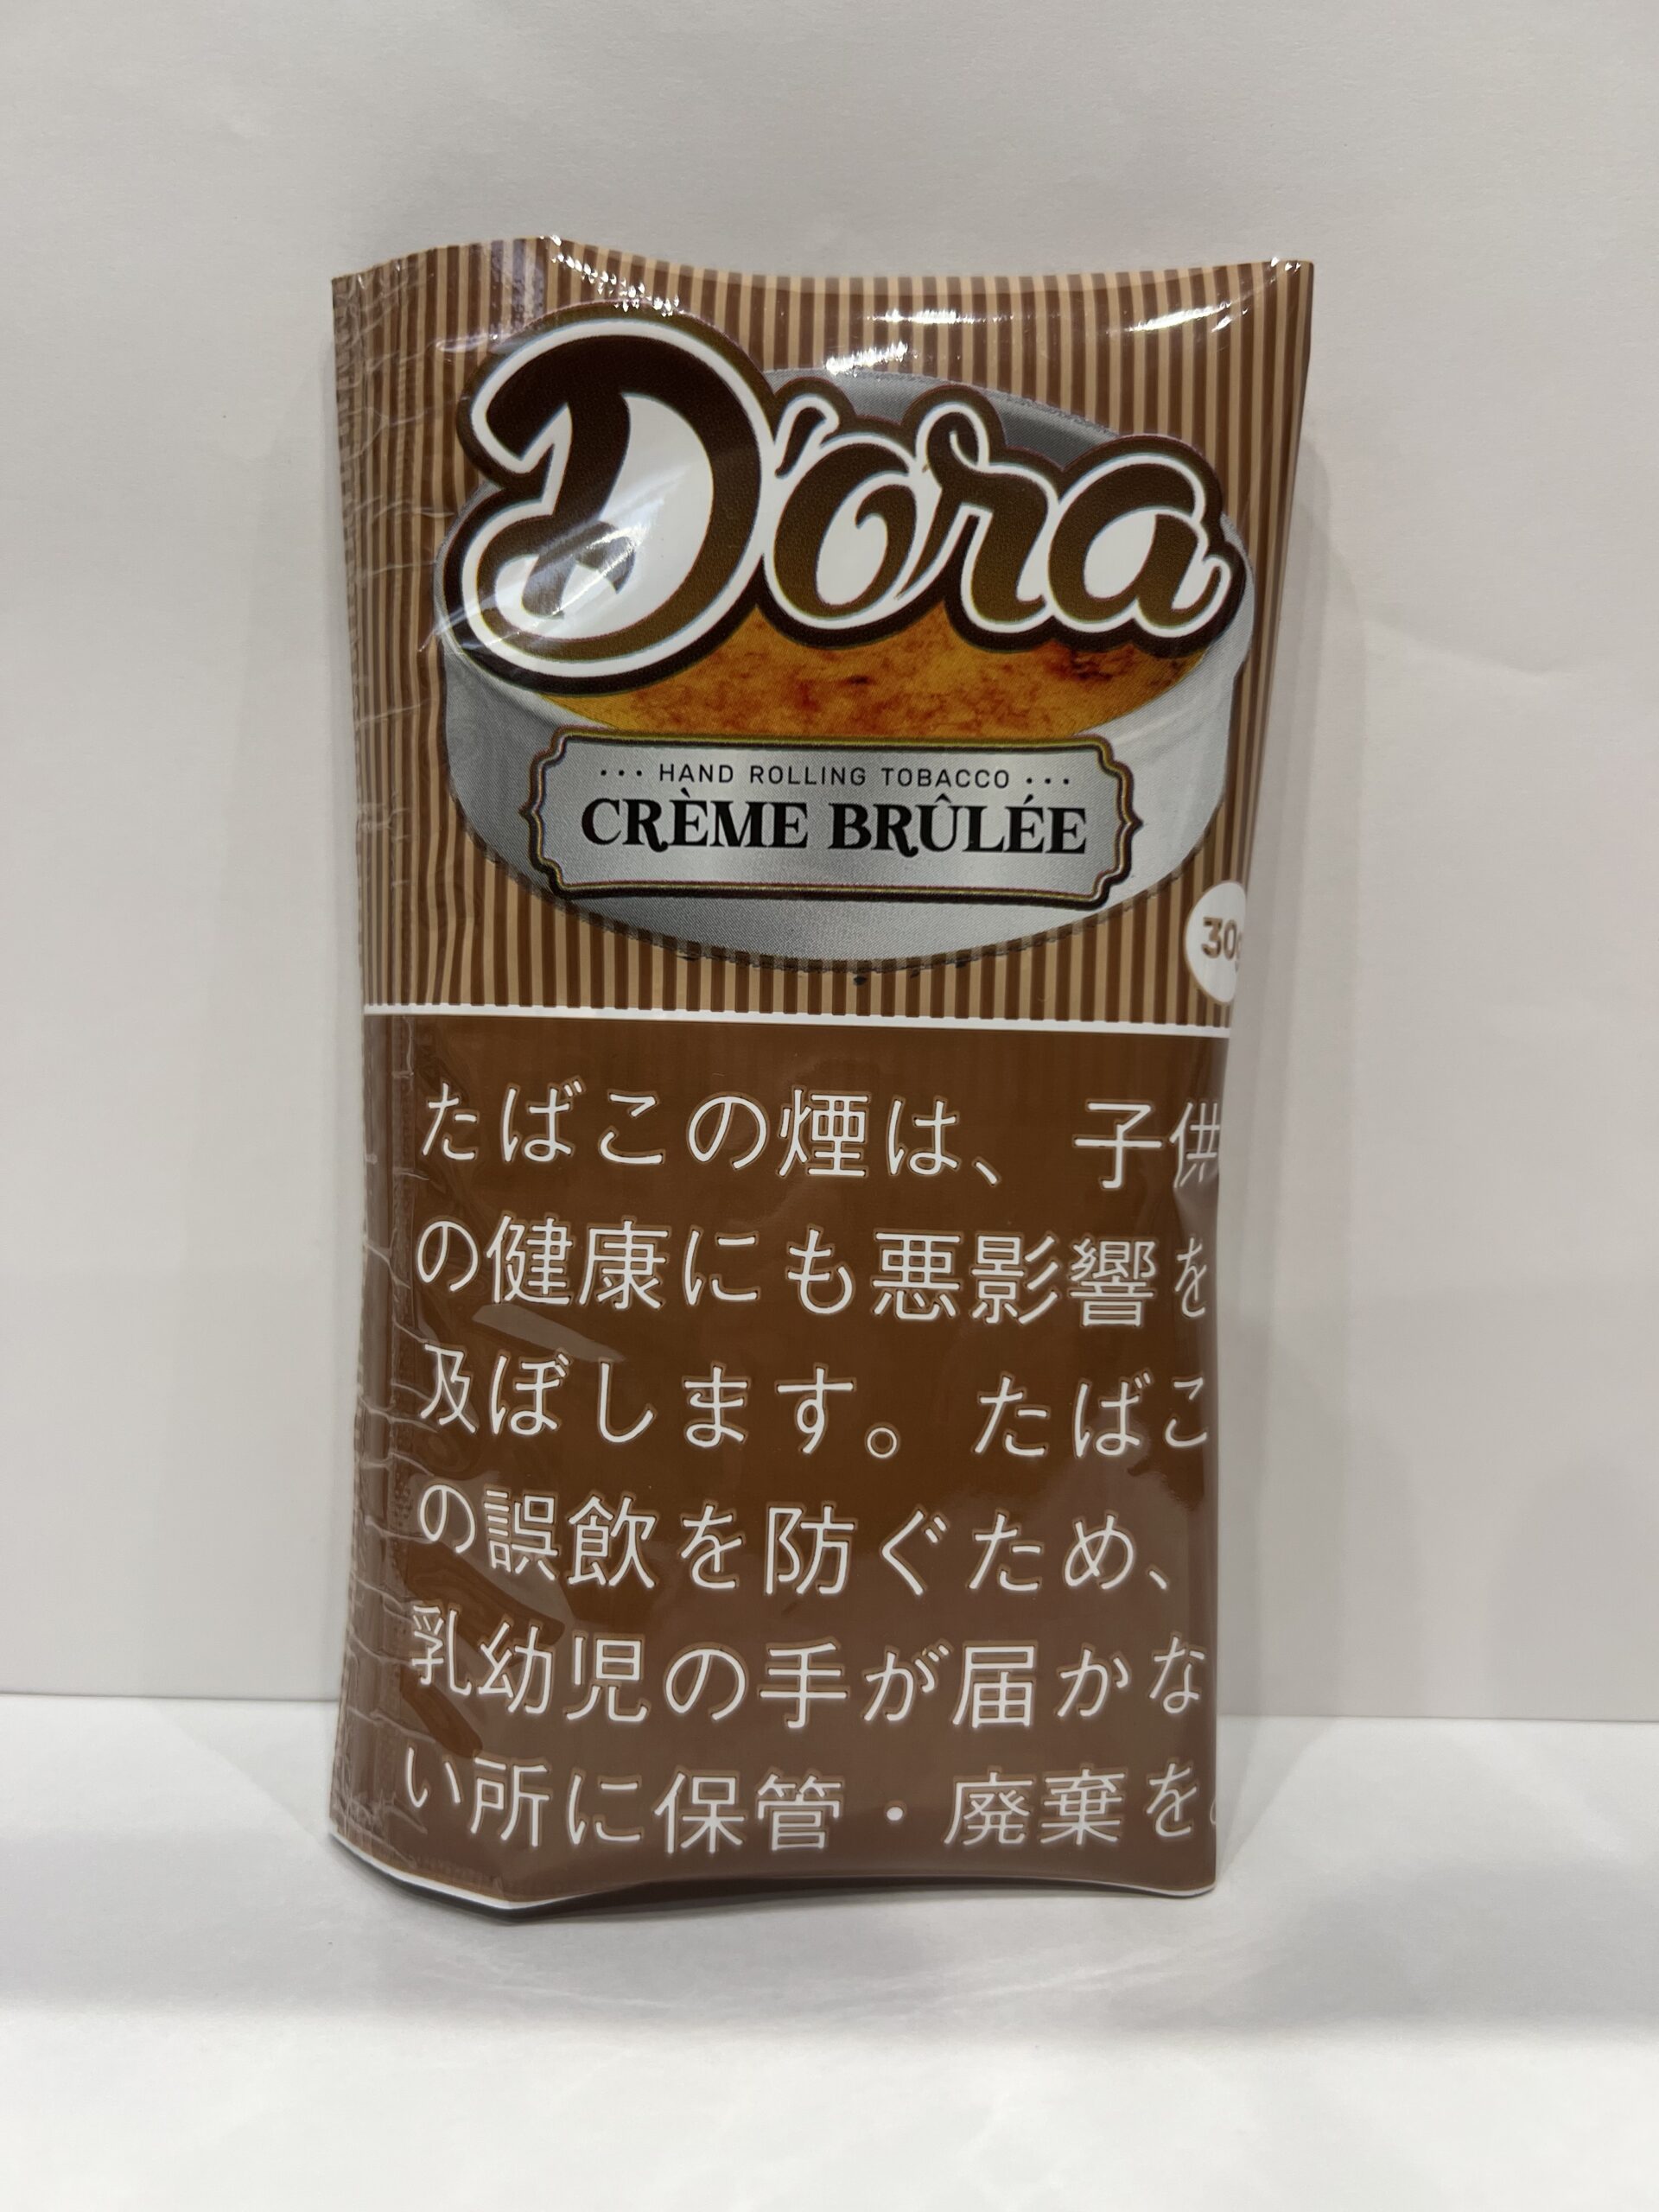 D'ora
··· HAND ROLLING TOBACCO ···
CRÈME BRÛLÉE
30g
たばこの煙は、子供
の健康にも悪影響を
及ぼします。たばこ
の誤飲を防ぐため、
乳幼児の手が届かな
い所に保管・廃棄を。